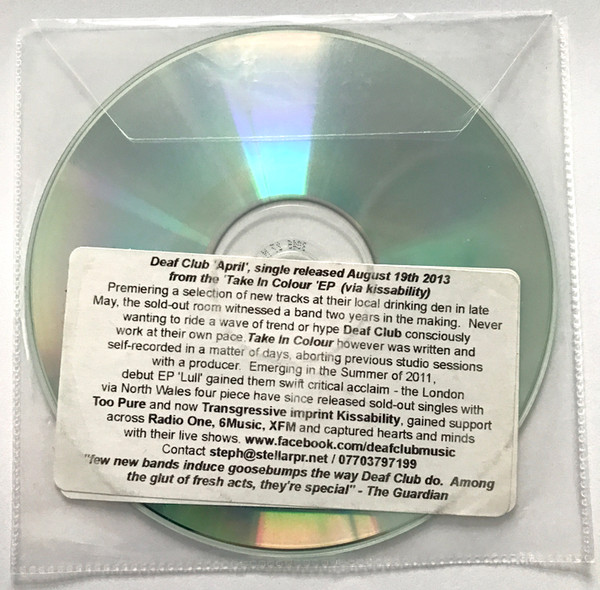 Deaf Club 'April', single released August 19th 2013
from the 'Take In Colour 'EP (via kissability)
Premiering a selection of new tracks at their local drinking den in late
May, the sold-out room witnessed a band two years in the making. Never
wanting to ride a wave of trend or hype Deaf Club consciously
work at their own pace. Take In Colour however was written and
self-recorded in a matter of days, aborting previous studio sessions
with a producer. Emerging in the Summer of 2011,
debut EP 'Lull' gained them swift critical acclaim - the London
via North Wales four piece have since released sold-out singles with
Too Pure and now Transgressive imprint Kissability, gained support
across Radio One, 6Music, XFM and captured hearts and minds
with their live shows. www.facebook.com/deafclubmusic
Contact steph@stellarpr.net / 07703797199
"few new bands induce goosebumps the way Deaf Club do. Among
the glut of fresh acts, they're special" - The Guardian